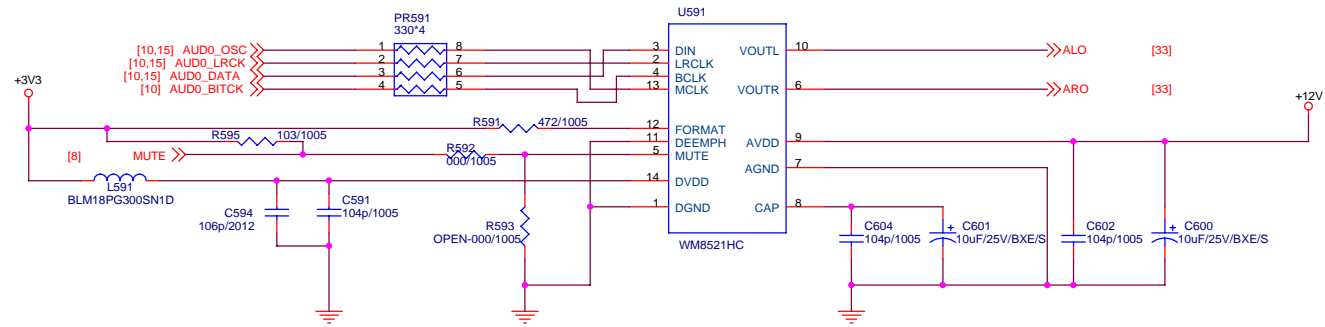 U591
PR591
330*4
[10,15] AUD0_OSC 1 8 3 DIN VOUTL 10 ALO [33]
[10,15] AUD0_LRCK 2 7 2 LRCLK
[10,15] AUD0_DATA 3 6 4 BCLK
[10] AUD0_BITCK 4 5 13 MCLK VOUTR 6 ARO [33]
+3V3
+12V
R591 472/1005 12 FORMAT
R595 103/1005 11 DEEMPH AVDD 9
[8] MUTE R592 000/1005 5 MUTE
AGND 7
L591
BLM18PG300SN1D
14 DVDD
C594
106p/2012
C591
104p/1005
R593
OPEN-000/1005
1 DGND CAP 8
WM8521HC
C604
104p/1005
+ C601
10uF/25V/BXE/S
C602
104p/1005
+ C600
10uF/25V/BXE/S